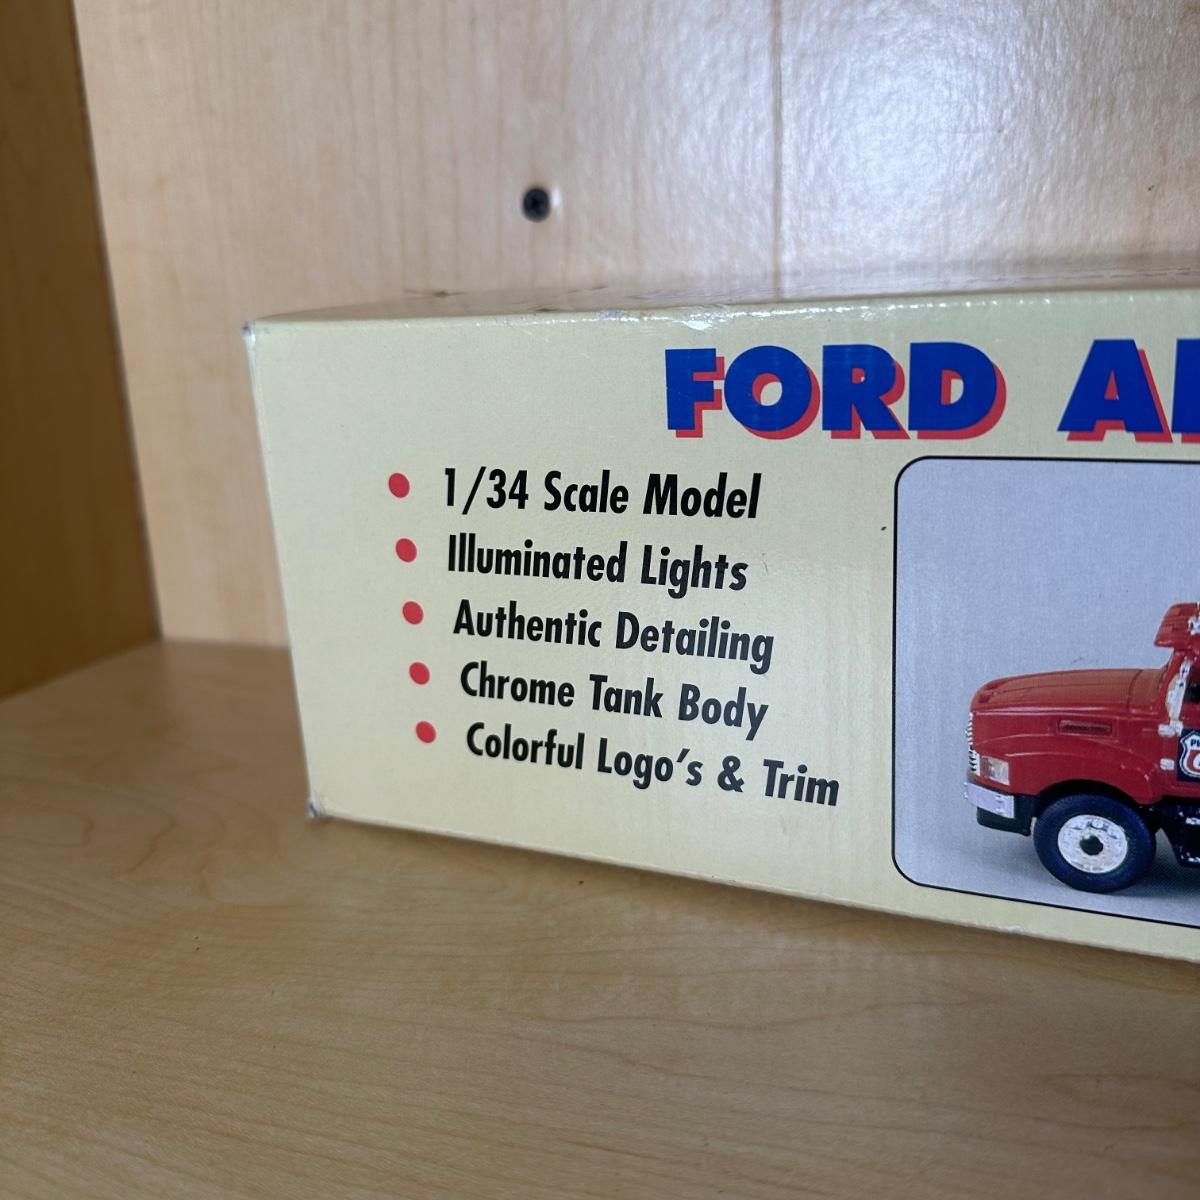 FORD
1/34 Scale Model
Illuminated Lights
Authentic Detailing
Chrome Tank Body
Colorful Logo's & Trim